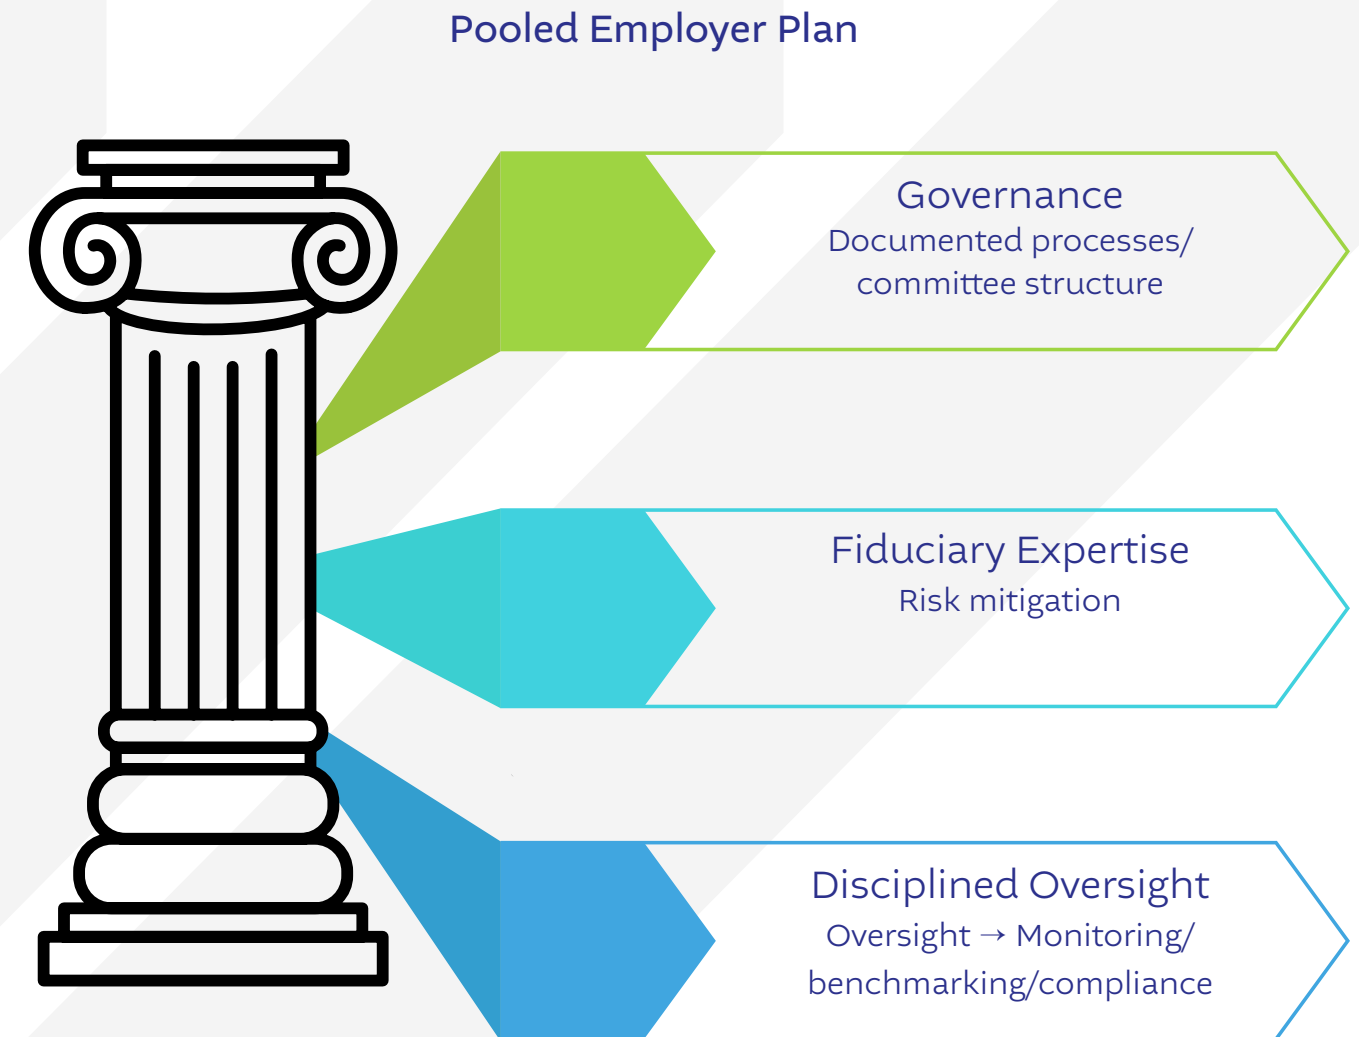 Pooled Employer Plan
Governance
Documented processes/
committee structure
Fiduciary Expertise
Risk mitigation
Disciplined Oversight
Oversight → Monitoring/
benchmarking/compliance